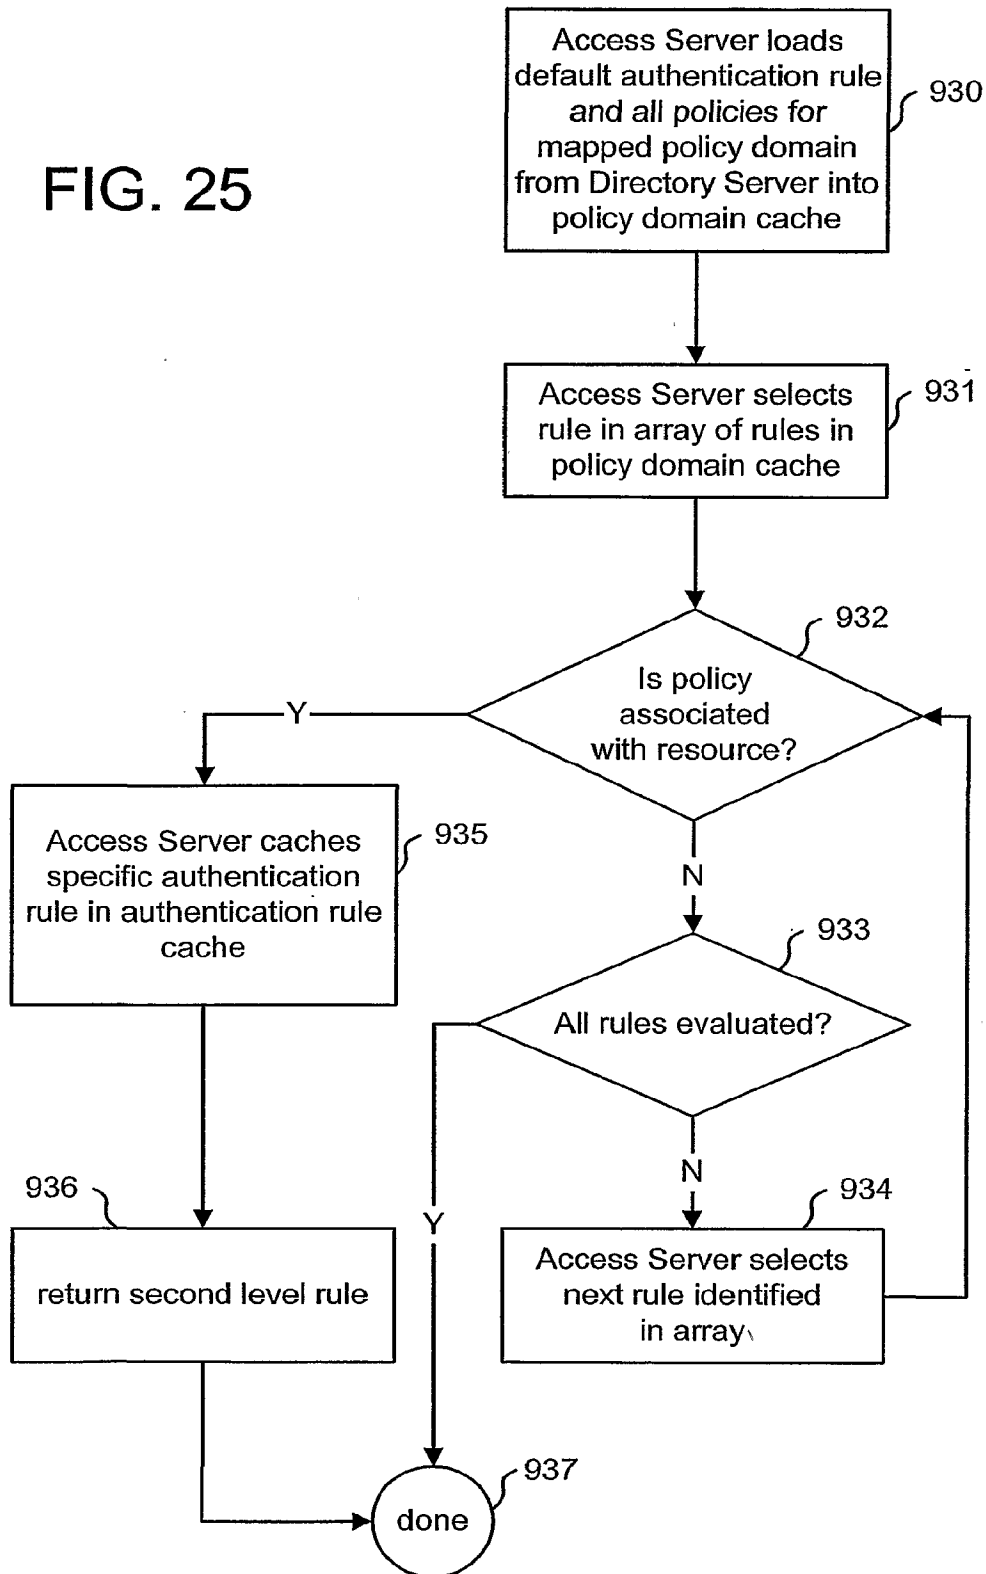 FIG. 25
Access Server loads
default authentication rule
and all policies for
mapped policy domain
from Directory Server into
policy domain cache
930
Access Server selects
rule in array of rules in
policy domain cache
931
Is policy
associated
with resource?
932
Y
N
Access Server caches
specific authentication
rule in authentication rule
cache
935
All rules evaluated?
933
Y
N
return second level rule
936
Access Server selects
next rule identified
in array
934
done
937